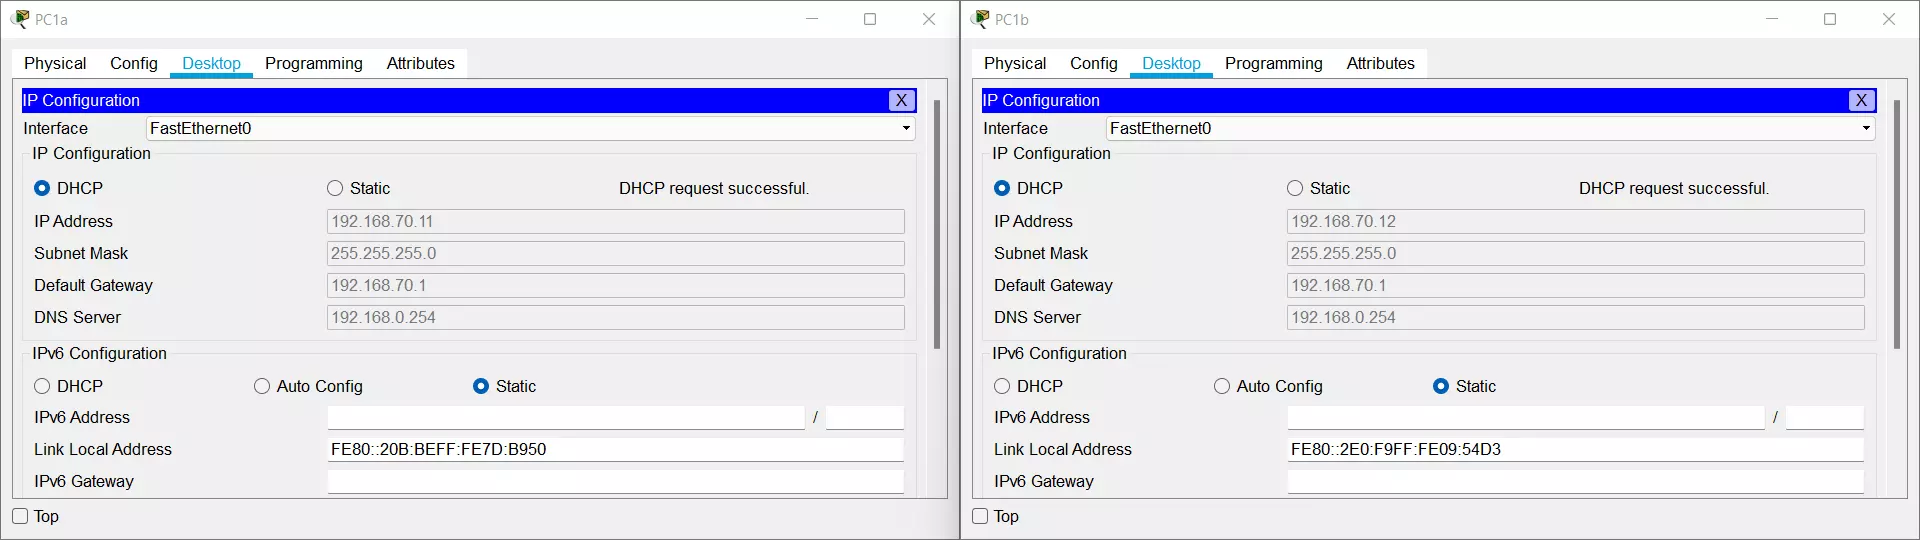 PC1a
Physical Config Desktop Programming Attributes
IP Configuration X
Interface FastEthernet0
IP Configuration
DHCP Static DHCP request successful.
IP Address 192.168.70.11
Subnet Mask 255.255.255.0
Default Gateway 192.168.70.1
DNS Server 192.168.0.254
IPv6 Configuration
DHCP Auto Config Static
IPv6 Address /
Link Local Address FE80::20B:BEFF:FE7D:B950
IPv6 Gateway
Top
PC1b
Physical Config Desktop Programming Attributes
IP Configuration X
Interface FastEthernet0
IP Configuration
DHCP Static DHCP request successful.
IP Address 192.168.70.12
Subnet Mask 255.255.255.0
Default Gateway 192.168.70.1
DNS Server 192.168.0.254
IPv6 Configuration
DHCP Auto Config Static
IPv6 Address /
Link Local Address FE80::2E0:F9FF:FE09:54D3
IPv6 Gateway
Top